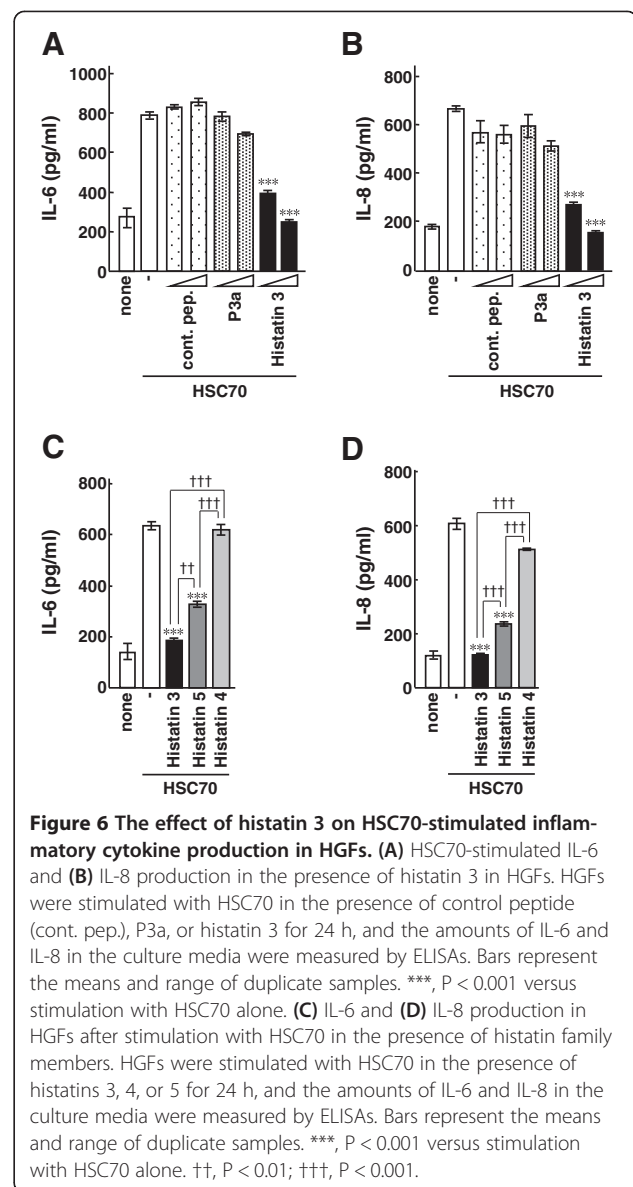 A
B
IL-6 (pg/ml)
1000
800
600
400
200
0
***
***
none
-
cont. pep.
P3a
Histatin 3
HSC70
IL-8 (pg/ml)
800
600
400
200
0
***
***
none
-
cont. pep.
P3a
Histatin 3
HSC70
C
D
IL-6 (pg/ml)
800
600
400
200
0
†††
†††
††
***
***
none
-
Histatin 3
Histatin 5
Histatin 4
HSC70
IL-8 (pg/ml)
800
600
400
200
0
†††
†††
†††
***
***
none
-
Histatin 3
Histatin 5
Histatin 4
HSC70
Figure 6 The effect of histatin 3 on HSC70-stimulated inflam-
matory cytokine production in HGFs. (A) HSC70-stimulated IL-6
and (B) IL-8 production in the presence of histatin 3 in HGFs. HGFs
were stimulated with HSC70 in the presence of control peptide
(cont. pep.), P3a, or histatin 3 for 24 h, and the amounts of IL-6 and
IL-8 in the culture media were measured by ELISAs. Bars represent
the means and range of duplicate samples. ***, P < 0.001 versus
stimulation with HSC70 alone. (C) IL-6 and (D) IL-8 production in
HGFs after stimulation with HSC70 in the presence of histatin family
members. HGFs were stimulated with HSC70 in the presence of
histatins 3, 4, or 5 for 24 h, and the amounts of IL-6 and IL-8 in the
culture media were measured by ELISAs. Bars represent the means
and range of duplicate samples. ***, P < 0.001 versus stimulation
with HSC70 alone. ††, P < 0.01; †††, P < 0.001.